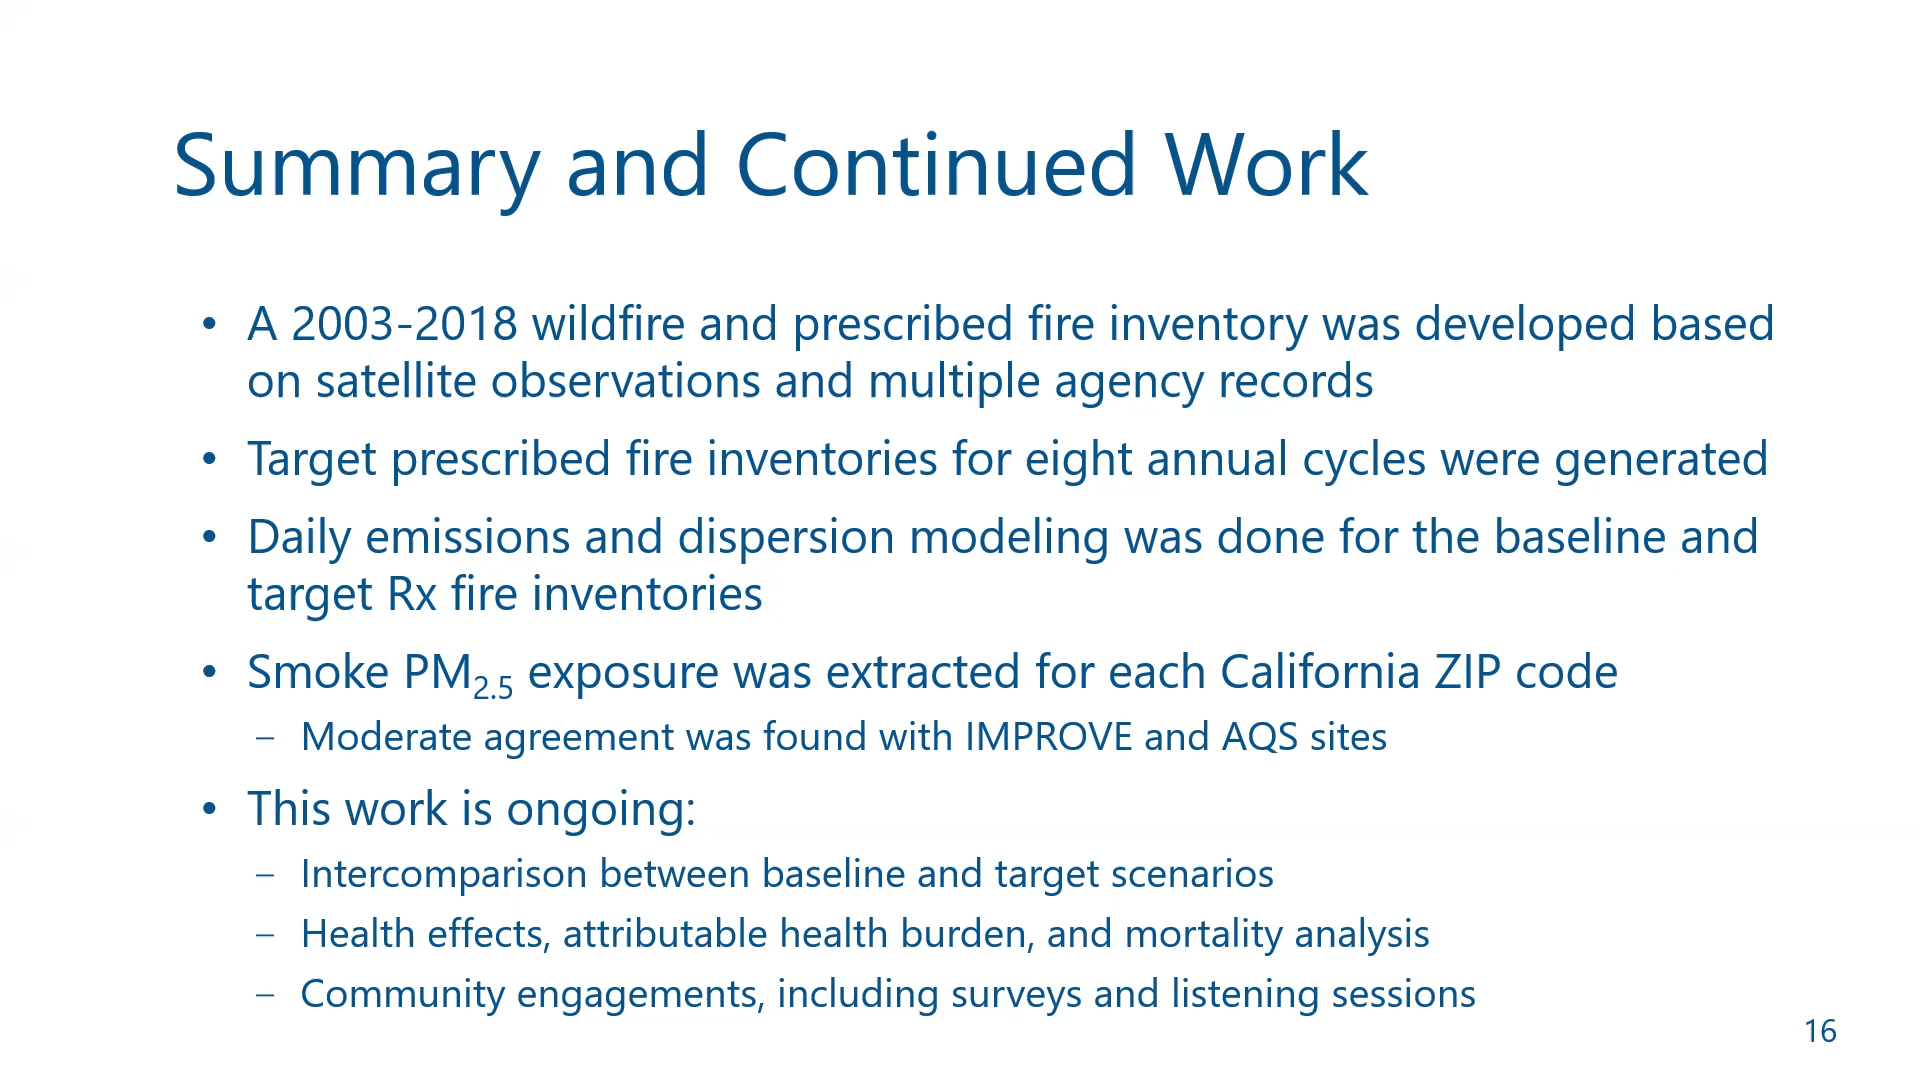 Summary and Continued Work
• A 2003-2018 wildfire and prescribed fire inventory was developed based
on satellite observations and multiple agency records
• Target prescribed fire inventories for eight annual cycles were generated
• Daily emissions and dispersion modeling was done for the baseline and
target Rx fire inventories
• Smoke PM2.5 exposure was extracted for each California ZIP code
– Moderate agreement was found with IMPROVE and AQS sites
• This work is ongoing:
– Intercomparison between baseline and target scenarios
– Health effects, attributable health burden, and mortality analysis
– Community engagements, including surveys and listening sessions
16